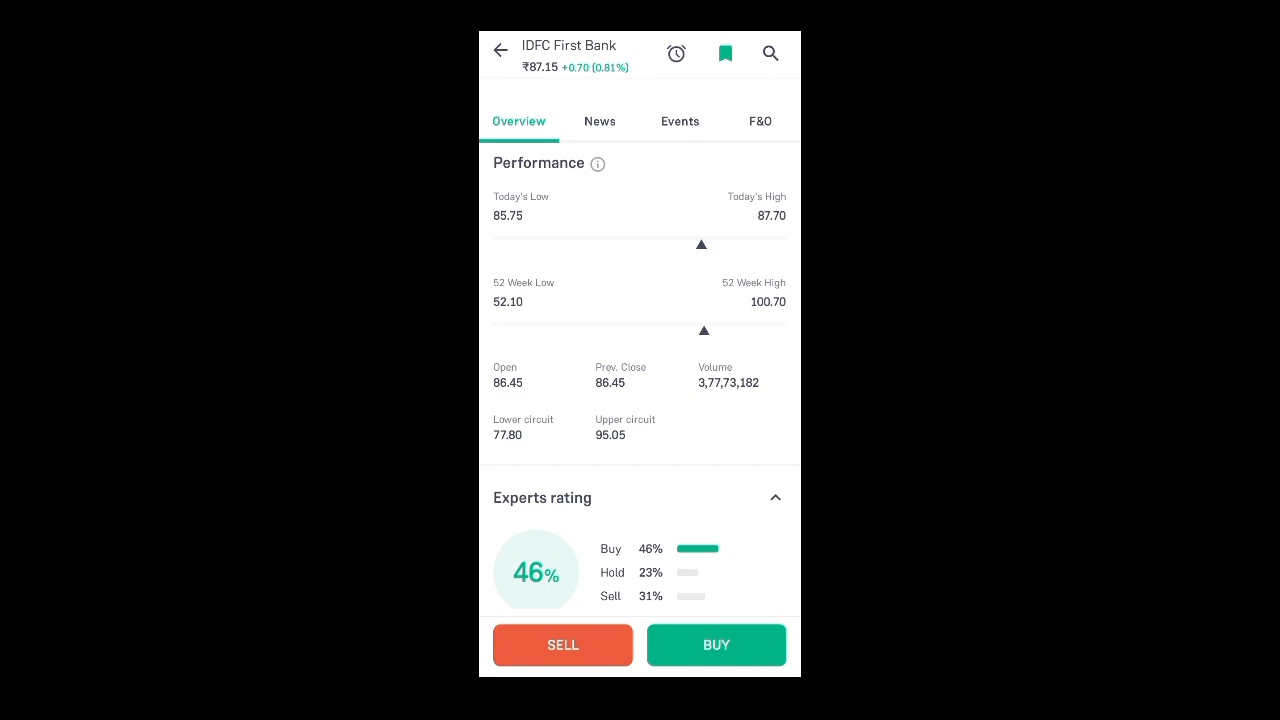 IDFC First Bank
₹87.15 +0.70 (0.81%)
Overview News Events F&O
Performance
Today's Low Today's High
85.75 87.70
52 Week Low 52 Week High
52.10 100.70
Open Prev. Close Volume
86.45 86.45 3,77,73,182
Lower circuit Upper circuit
77.80 95.05
Experts rating
Buy 46%
46% Hold 23%
Sell 31%
SELL BUY